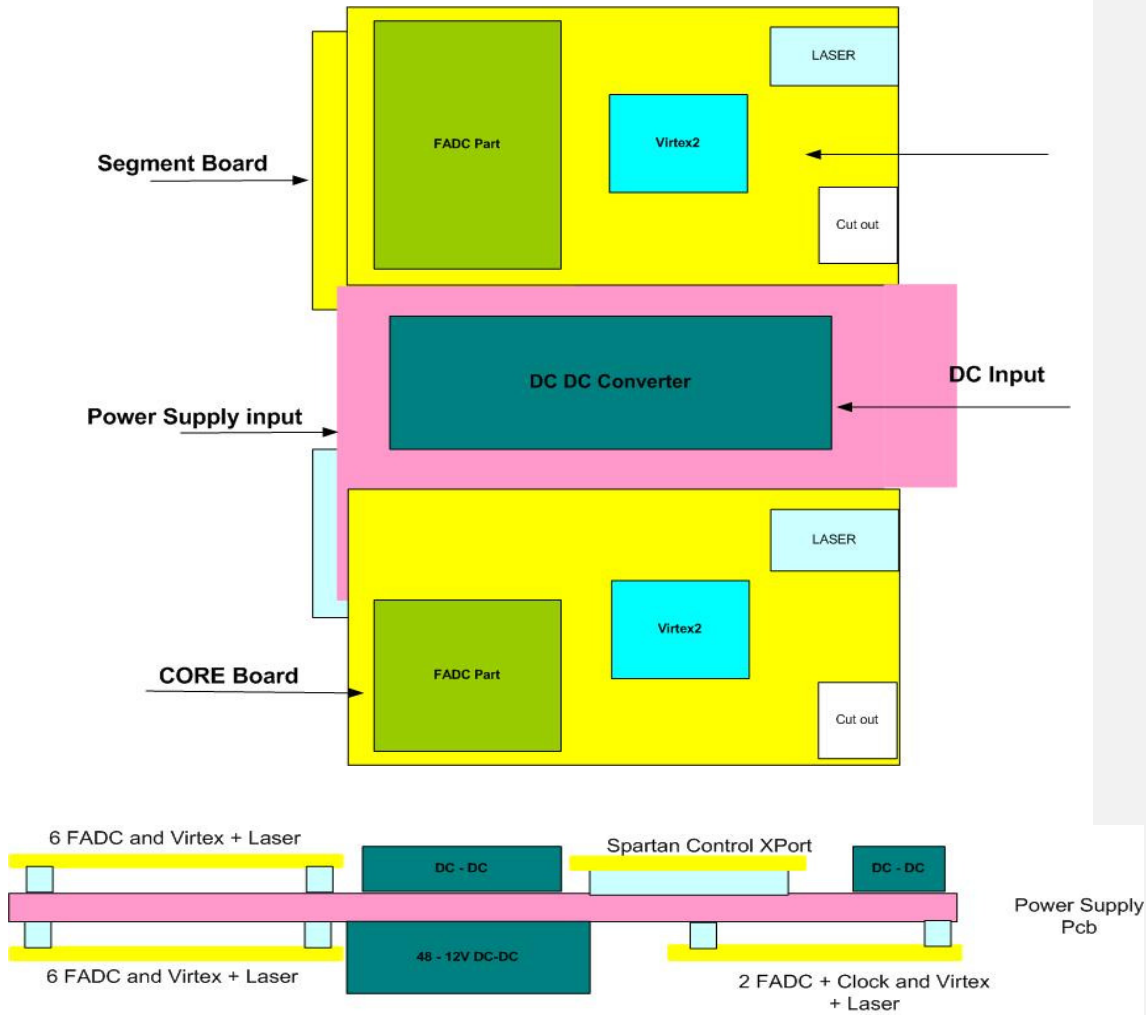 LASER
FADC Part
Virtex2
Segment Board
Cut out
DC DC Converter
DC Input
Power Supply input
LASER
Virtex2
CORE Board
FADC Part
Cut out
6 FADC and Virtex + Laser
Spartan Control XPort
DC - DC
DC - DC
Power Supply
Pcb
6 FADC and Virtex + Laser
48 - 12V DC-DC
2 FADC + Clock and Virtex
+ Laser